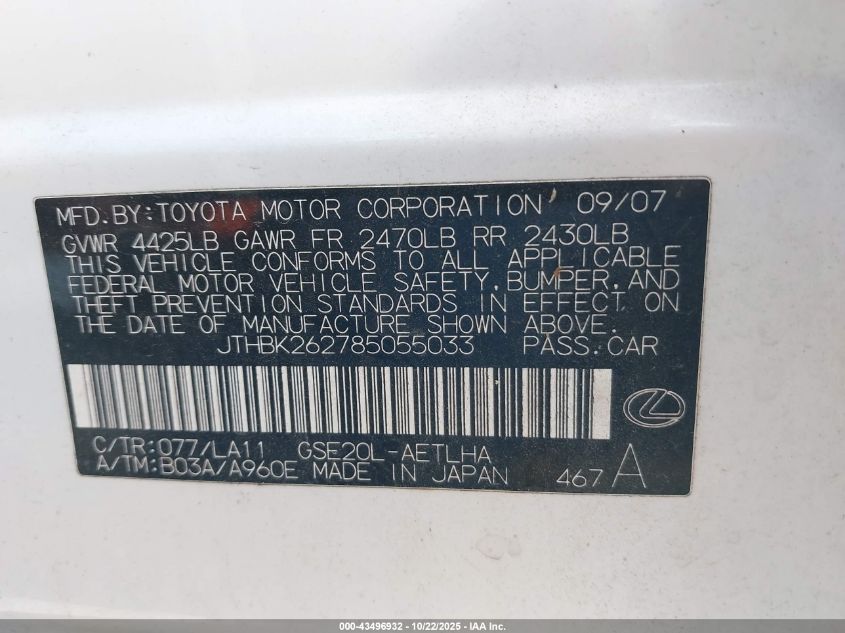 MFD.BY:TOYOTA MOTOR CORPORATION 09/07
GVWR 4425LB GAWR FR 2470LB RR 2430LB
THIS VEHICLE CONFORMS TO ALL APPLICABLE
FEDERAL MOTOR VEHICLE SAFETY,BUMPER,AND
THEFT PREVENTION STANDARDS IN EFFECT ON
THE DATE OF MANUFACTURE SHOWN ABOVE.
JTHBK262785055033 PASS.CAR
C/TR:077/LA11 GSE20L-AETLHA
A/TM:B03A/A960E MADE IN JAPAN 467A
000-43496932 - 10/22/2025 - IAA Inc.